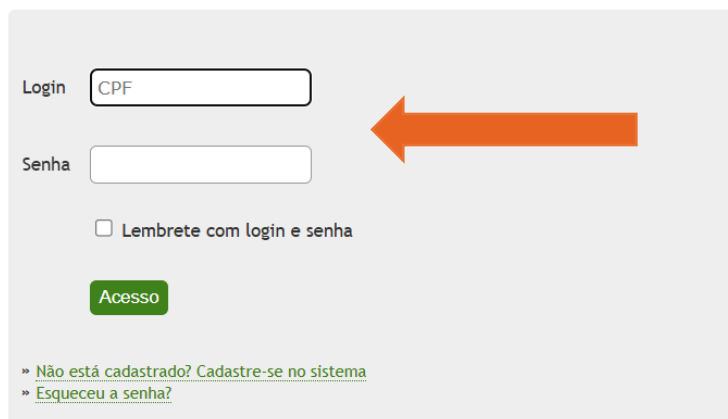 Login CPF
Senha
Lembrete com login e senha
Acesso
» Não está cadastrado? Cadastre-se no sistema
» Esqueceu a senha?